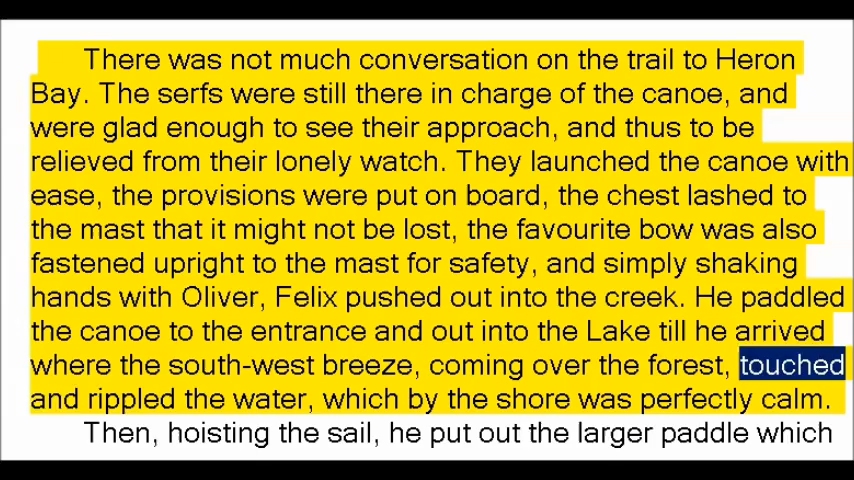 There was not much conversation on the trail to Heron
Bay. The serfs were still there in charge of the canoe, and
were glad enough to see their approach, and thus to be
relieved from their lonely watch. They launched the canoe with
ease, the provisions were put on board, the chest lashed to
the mast that it might not be lost, the favourite bow was also
fastened upright to the mast for safety, and simply shaking
hands with Oliver, Felix pushed out into the creek. He paddled
the canoe to the entrance and out into the Lake till he arrived
where the south-west breeze, coming over the forest, touched
and rippled the water, which by the shore was perfectly calm.
Then, hoisting the sail, he put out the larger paddle which